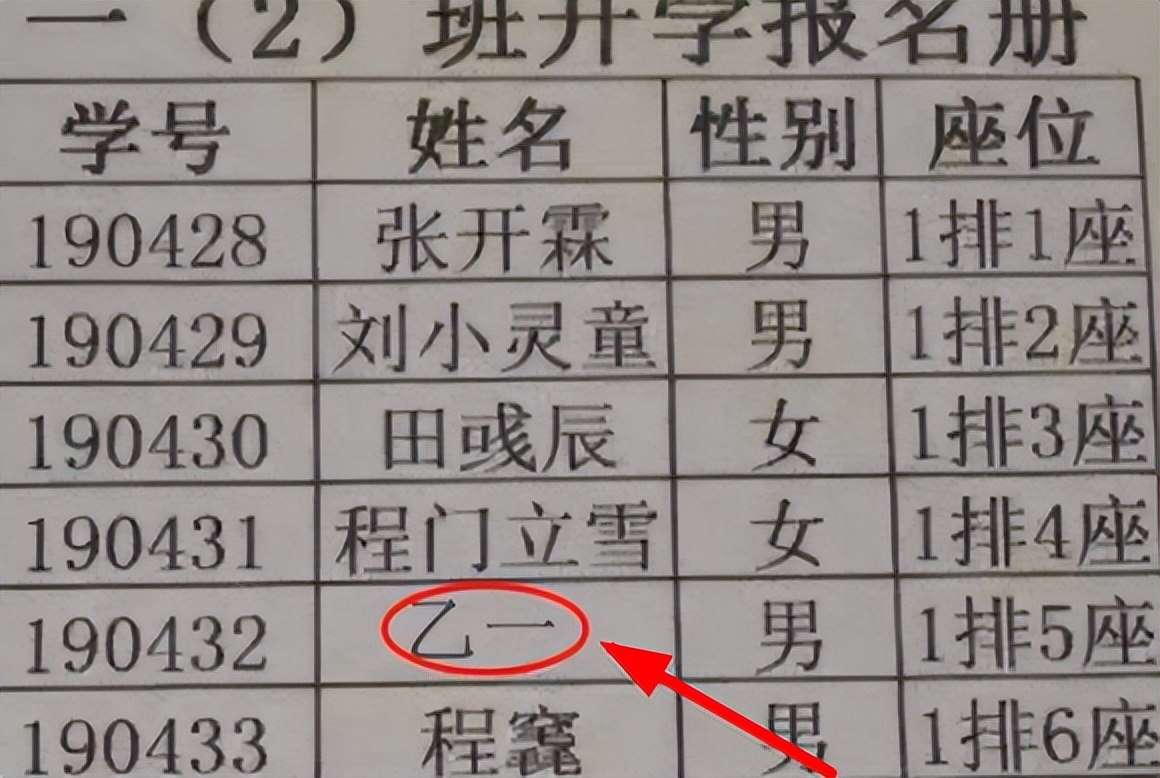 一（2）班开学报名册
学号 姓名 性别 座位
190428 张开霖 男 1排1座
190429 刘小灵童 男 1排2座
190430 田彧辰 女 1排3座
190431 程门立雪 女 1排4座
190432 乙一 男 1排5座
190433 程 男 1排6座